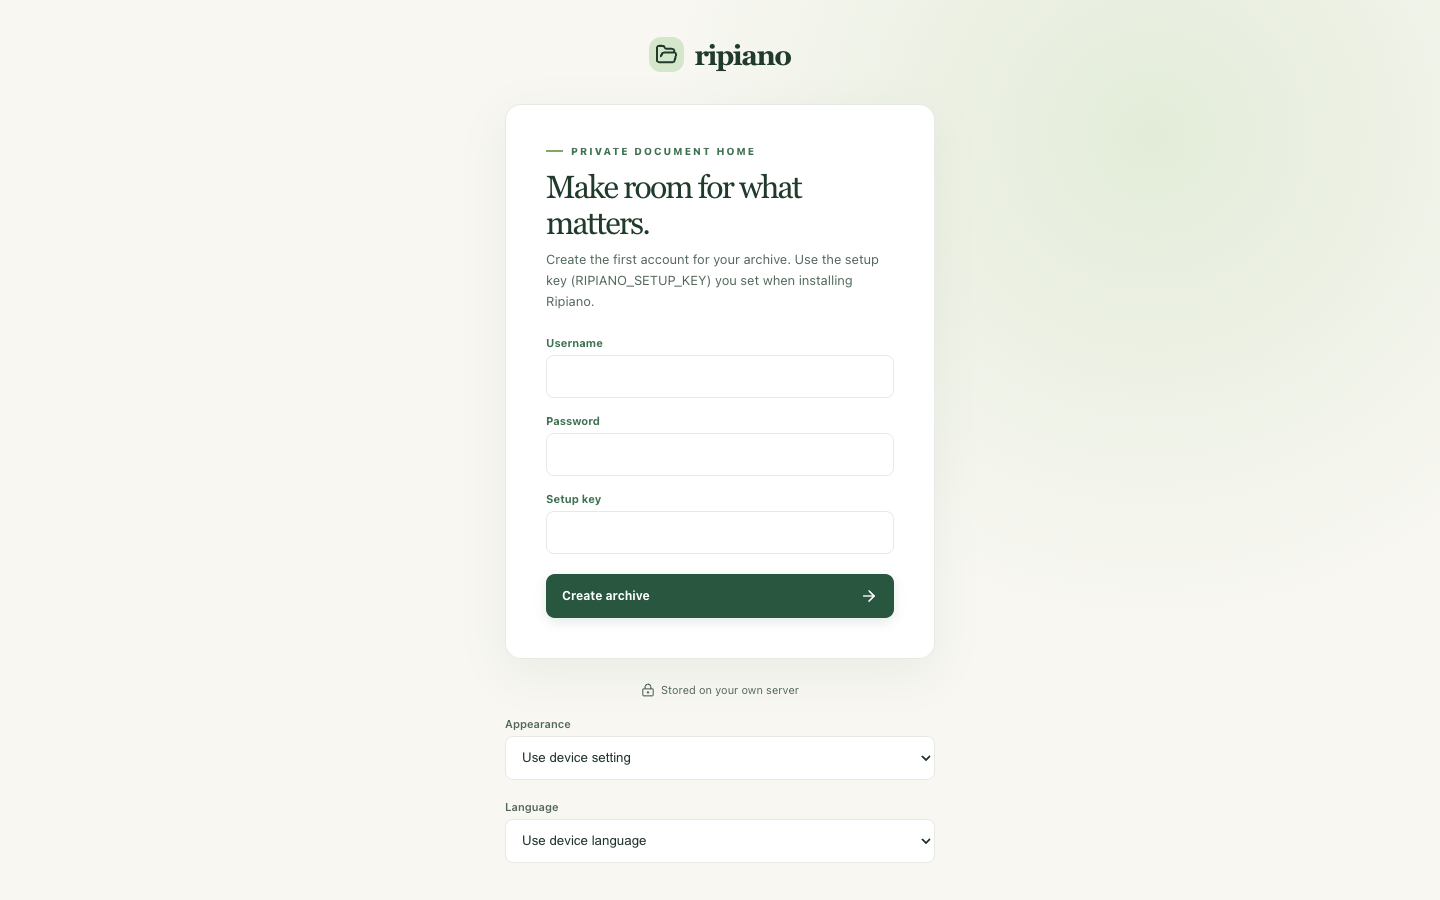 ripiano
PRIVATE DOCUMENT HOME
Make room for what
matters.
Create the first account for your archive. Use the setup
key (RIPIANO_SETUP_KEY) you set when installing
Ripiano.
Username
Password
Setup key
Create archive
Stored on your own server
Appearance
Use device setting
Language
Use device language